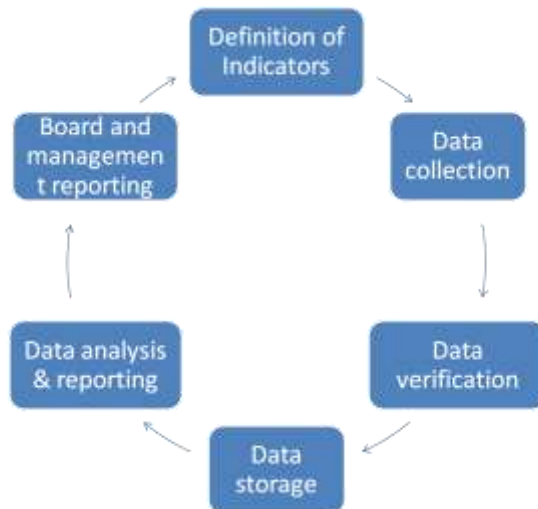 Definition of
Indicators
Data
collection
Data
verification
Data
storage
Data analysis
& reporting
Board and
managemen
t reporting